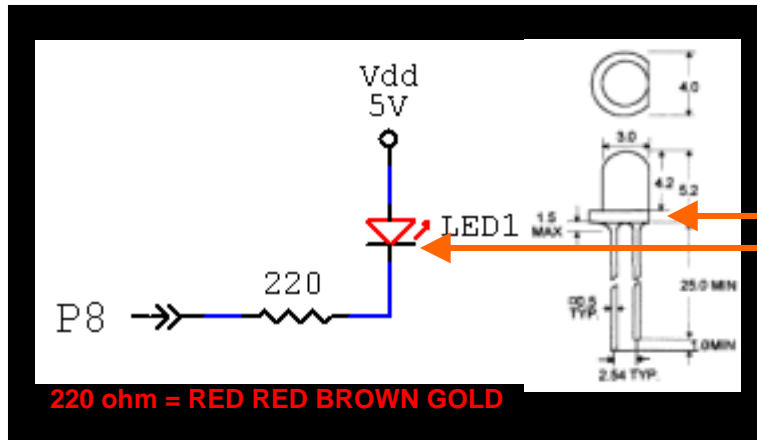 Vdd
5V
LED1
220
P8
4.0
3.0
4.2
5.2
1.5
MAX
25.0 MIN
TYP.
1.0MIN
2.54 TYP.
220 ohm = RED RED BROWN GOLD